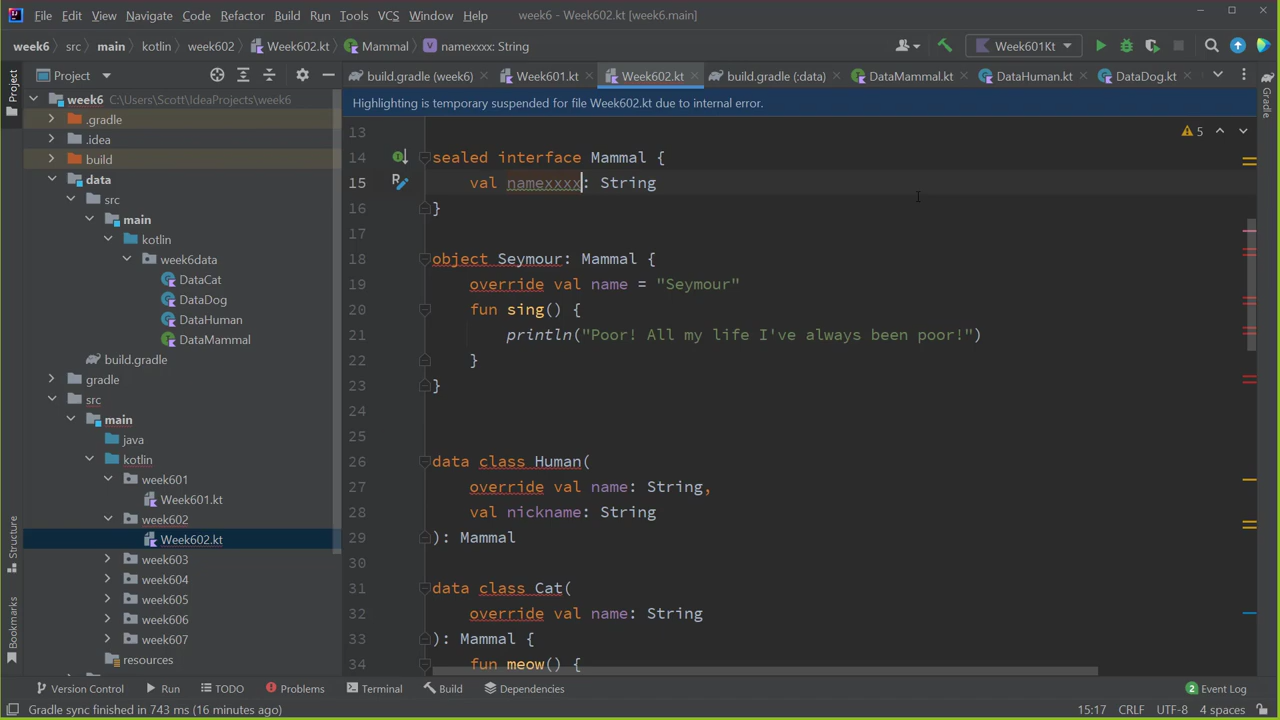 File Edit View Navigate Code Refactor Build Run Tools VCS Window Help week6 - Week602.kt [week6.main]
week6 src main kotlin week602 Week602.kt Mammal namexxxx: String Week601Kt
Project build.gradle (week6) Week601.kt Week602.kt build.gradle (:data) DataMammal.kt DataHuman.kt DataDog.kt
Project
Gradle
week6 C:\Users\Scott\IdeaProjects\week6
.gradle
.idea
build
data
src
main
kotlin
week6data
DataCat
DataDog
DataHuman
DataMammal
build.gradle
gradle
src
main
java
kotlin
week601
Week601.kt
week602
Week602.kt
week603
week604
week605
week606
week607
resources
Structure
Bookmarks
Highlighting is temporary suspended for file Week602.kt due to internal error.
5
13
14 sealed interface Mammal {
15 val namexxxx: String
16 }
17
18 object Seymour: Mammal {
19 override val name = "Seymour"
20 fun sing() {
21 println("Poor! All my life I've always been poor!")
22 }
23 }
24
25
26 data class Human(
27 override val name: String,
28 val nickname: String
29 ): Mammal
30
31 data class Cat(
32 override val name: String
33 ): Mammal {
34 fun meow() {
Version Control Run TODO Problems Terminal Build Dependencies 2 Event Log
Gradle sync finished in 743 ms (16 minutes ago) 15:17 CRLF UTF-8 4 spaces